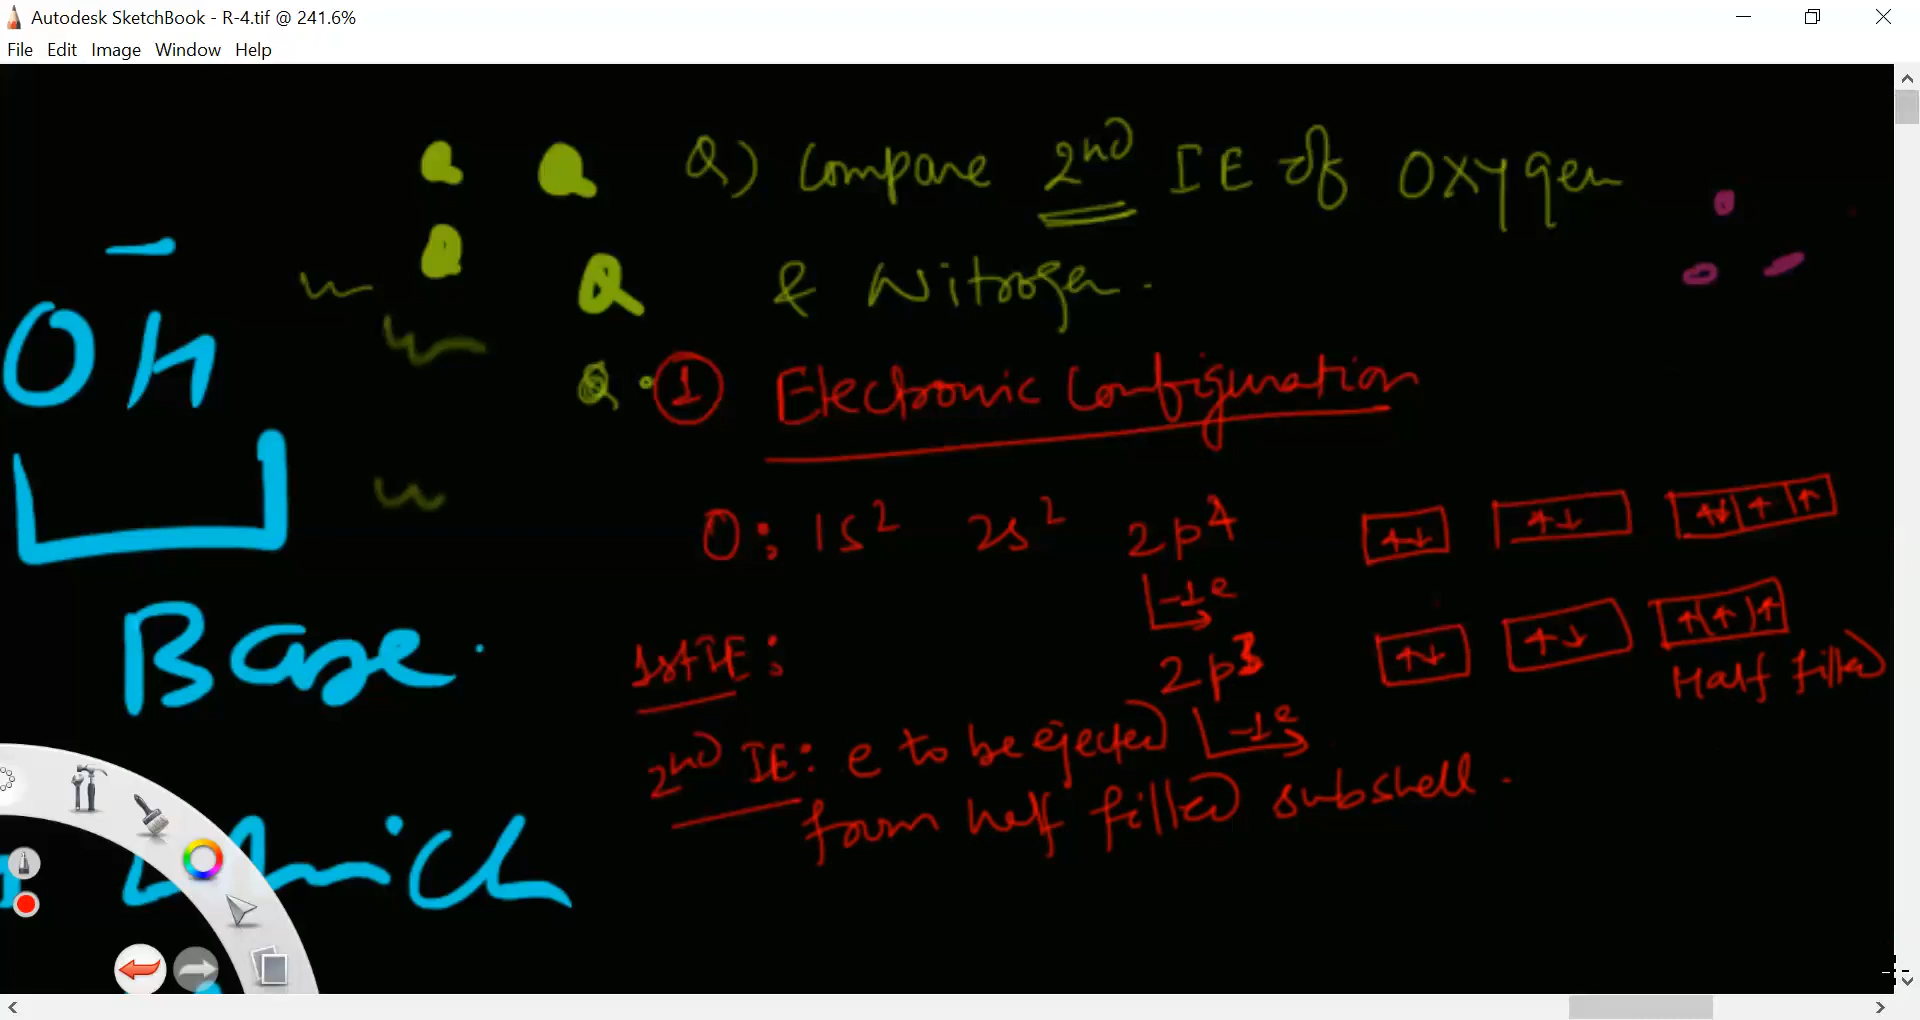 Autodesk SketchBook - R-4.tif @ 241.6%
File Edit Image Window Help
Q) Compare 2nd IE of Oxygen
& Nitrogen.
① Electronic Configuration
O: 1s² 2s² 2p⁴
-1e
1st IE: 2p³
Half filled
2nd IE: e to be ejected -1e
form half filled subshell.
OH
Base.